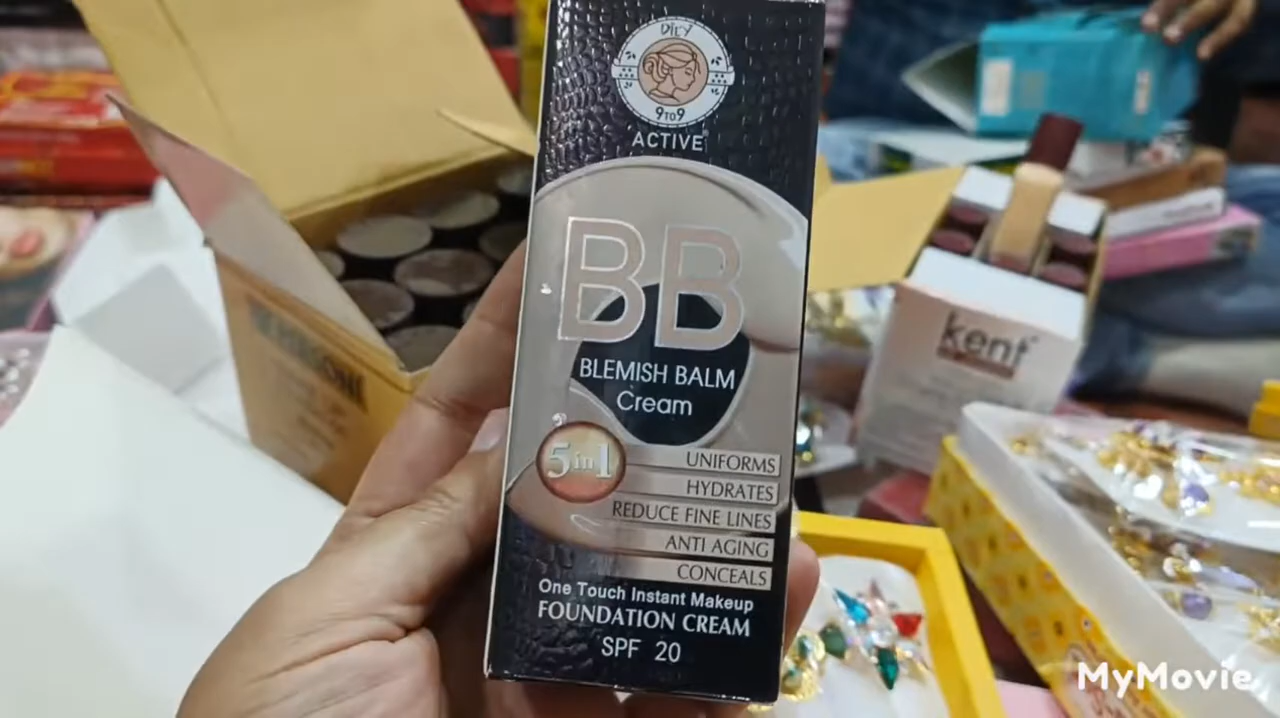 DiLY
9TO9
ACTIVE
BB
BLEMISH BALM
Cream
5in1
UNIFORMS
HYDRATES
REDUCE FINE LINES
ANTI AGING
CONCEALS
One Touch Instant Makeup
FOUNDATION CREAM
SPF 20
kent
MyMovie